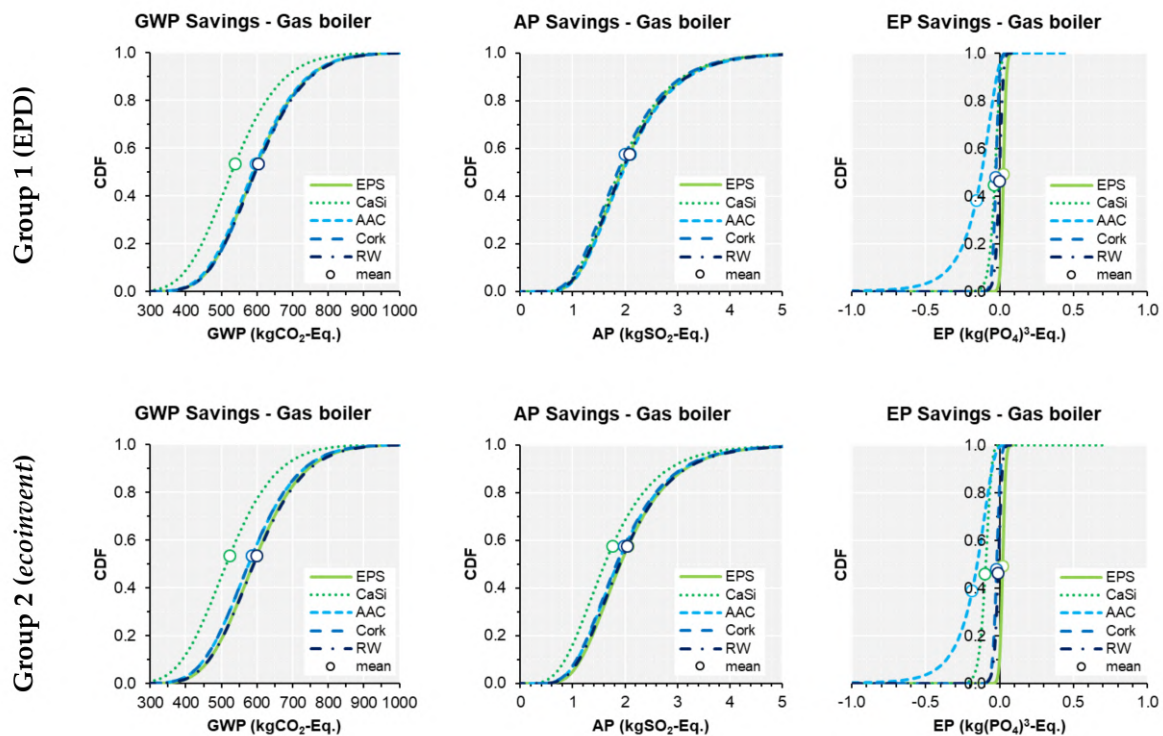 Group 1 (EPD)
GWP Savings - Gas boiler
CDF
1.0
0.8
0.6
0.4
0.2
0.0
EPS
CaSi
AAC
Cork
RW
mean
300 400 500 600 700 800 900 1000
GWP (kgCO2-Eq.)
AP Savings - Gas boiler
CDF
1.0
0.8
0.6
0.4
0.2
0.0
EPS
CaSi
AAC
Cork
RW
mean
0 1 2 3 4 5
AP (kgSO2-Eq.)
EP Savings - Gas boiler
CDF
1.0
0.8
0.6
0.4
0.2
0.0
EPS
CaSi
AAC
Cork
RW
mean
-1.0 -0.5 0.0 0.5 1.0
EP (kg(PO4)3-Eq.)
Group 2 (ecoinvent)
GWP Savings - Gas boiler
CDF
1.0
0.8
0.6
0.4
0.2
0.0
EPS
CaSi
AAC
Cork
RW
mean
300 400 500 600 700 800 900 1000
GWP (kgCO2-Eq.)
AP Savings - Gas boiler
CDF
1.0
0.8
0.6
0.4
0.2
0.0
EPS
CaSi
AAC
Cork
RW
mean
0 1 2 3 4 5
AP (kgSO2-Eq.)
EP Savings - Gas boiler
CDF
1.0
0.8
0.6
0.4
0.2
0.0
EPS
CaSi
AAC
Cork
RW
mean
-1.0 -0.5 0.0 0.5 1.0
EP (kg(PO4)3-Eq.)